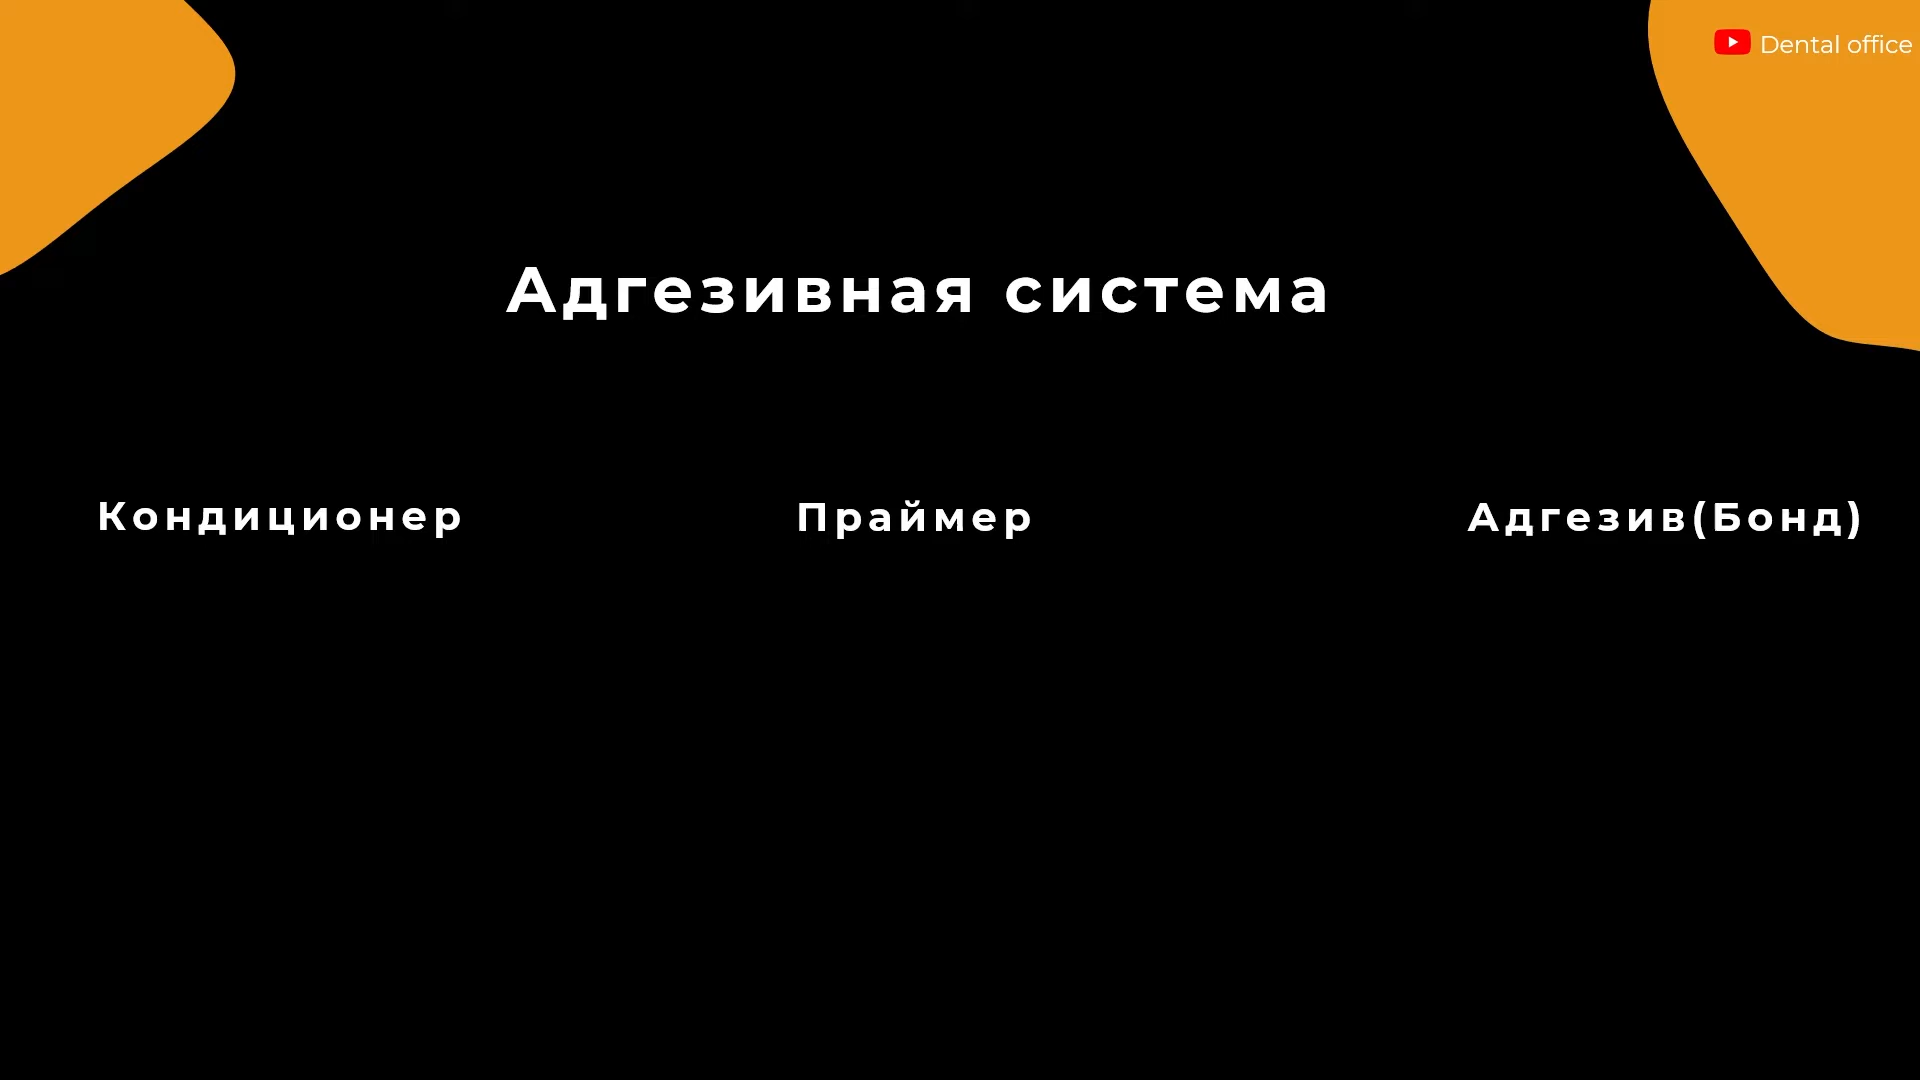 Dental office
Адгезивная система
Кондиционер
Праймер
Адгезив(Бонд)